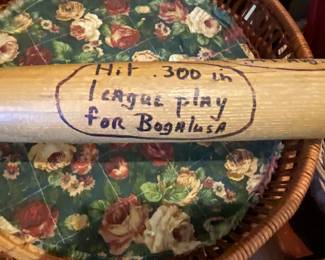 Hit .300 in
league play
for Bogalusa